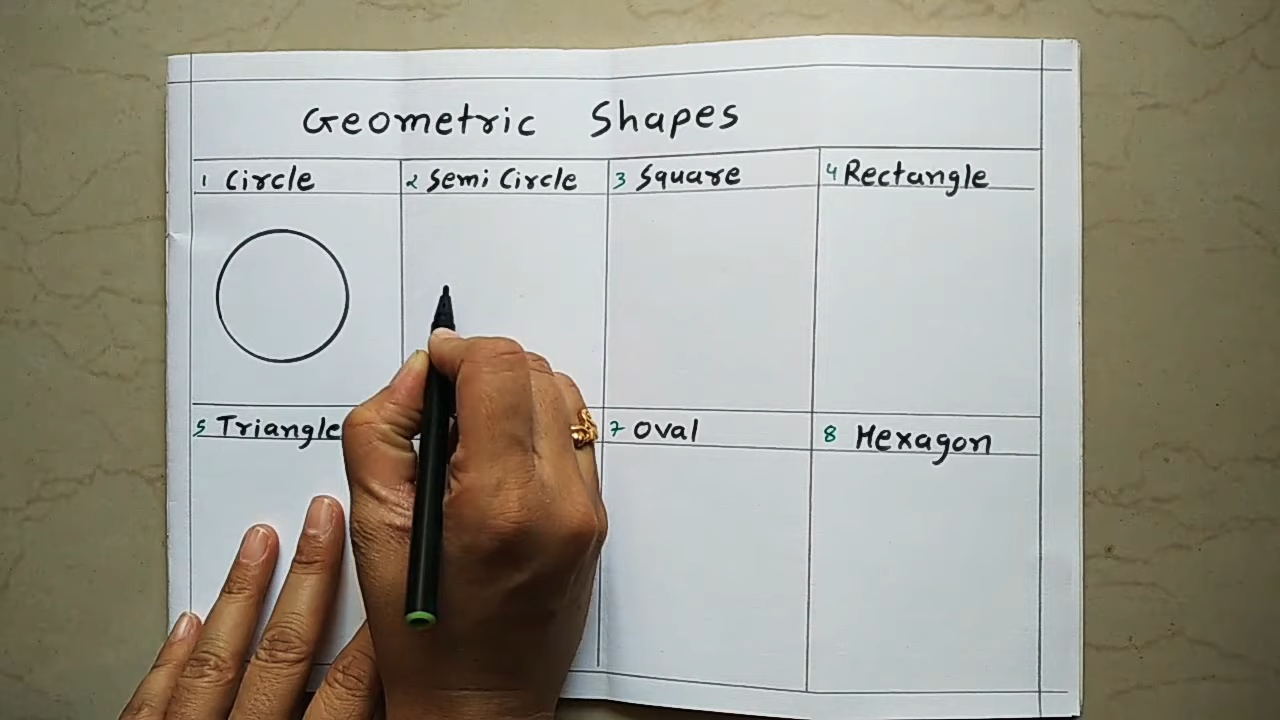 Geometric Shapes
1 Circle
2 Semi Circle
3 Square
4 Rectangle
5 Triangle
7 Oval
8 Hexagon